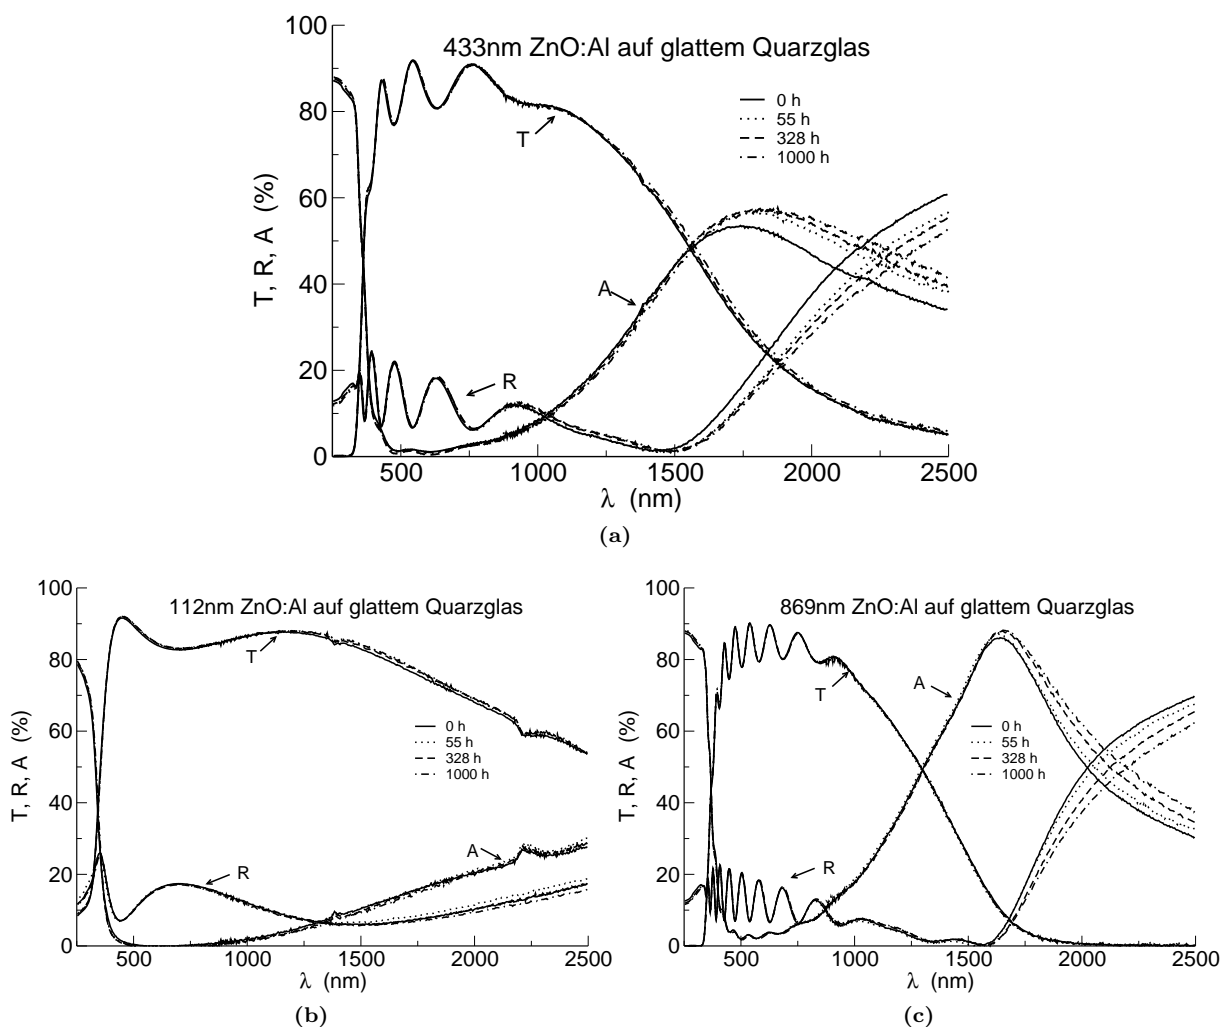 433nm ZnO:Al auf glattem Quarzglas
T, R, A (%)
100
80
60
40
20
0
0 h
55 h
328 h
1000 h
T
A
R
500
1000
1500
2000
2500
λ (nm)
(a)
112nm ZnO:Al auf glattem Quarzglas
T, R, A (%)
100
80
60
40
20
0
T
0 h
55 h
328 h
1000 h
A
R
500
1000
1500
2000
2500
λ (nm)
(b)
869nm ZnO:Al auf glattem Quarzglas
T, R, A (%)
100
80
60
40
20
0
A
T
0 h
55 h
328 h
1000 h
R
500
1000
1500
2000
2500
λ (nm)
(c)